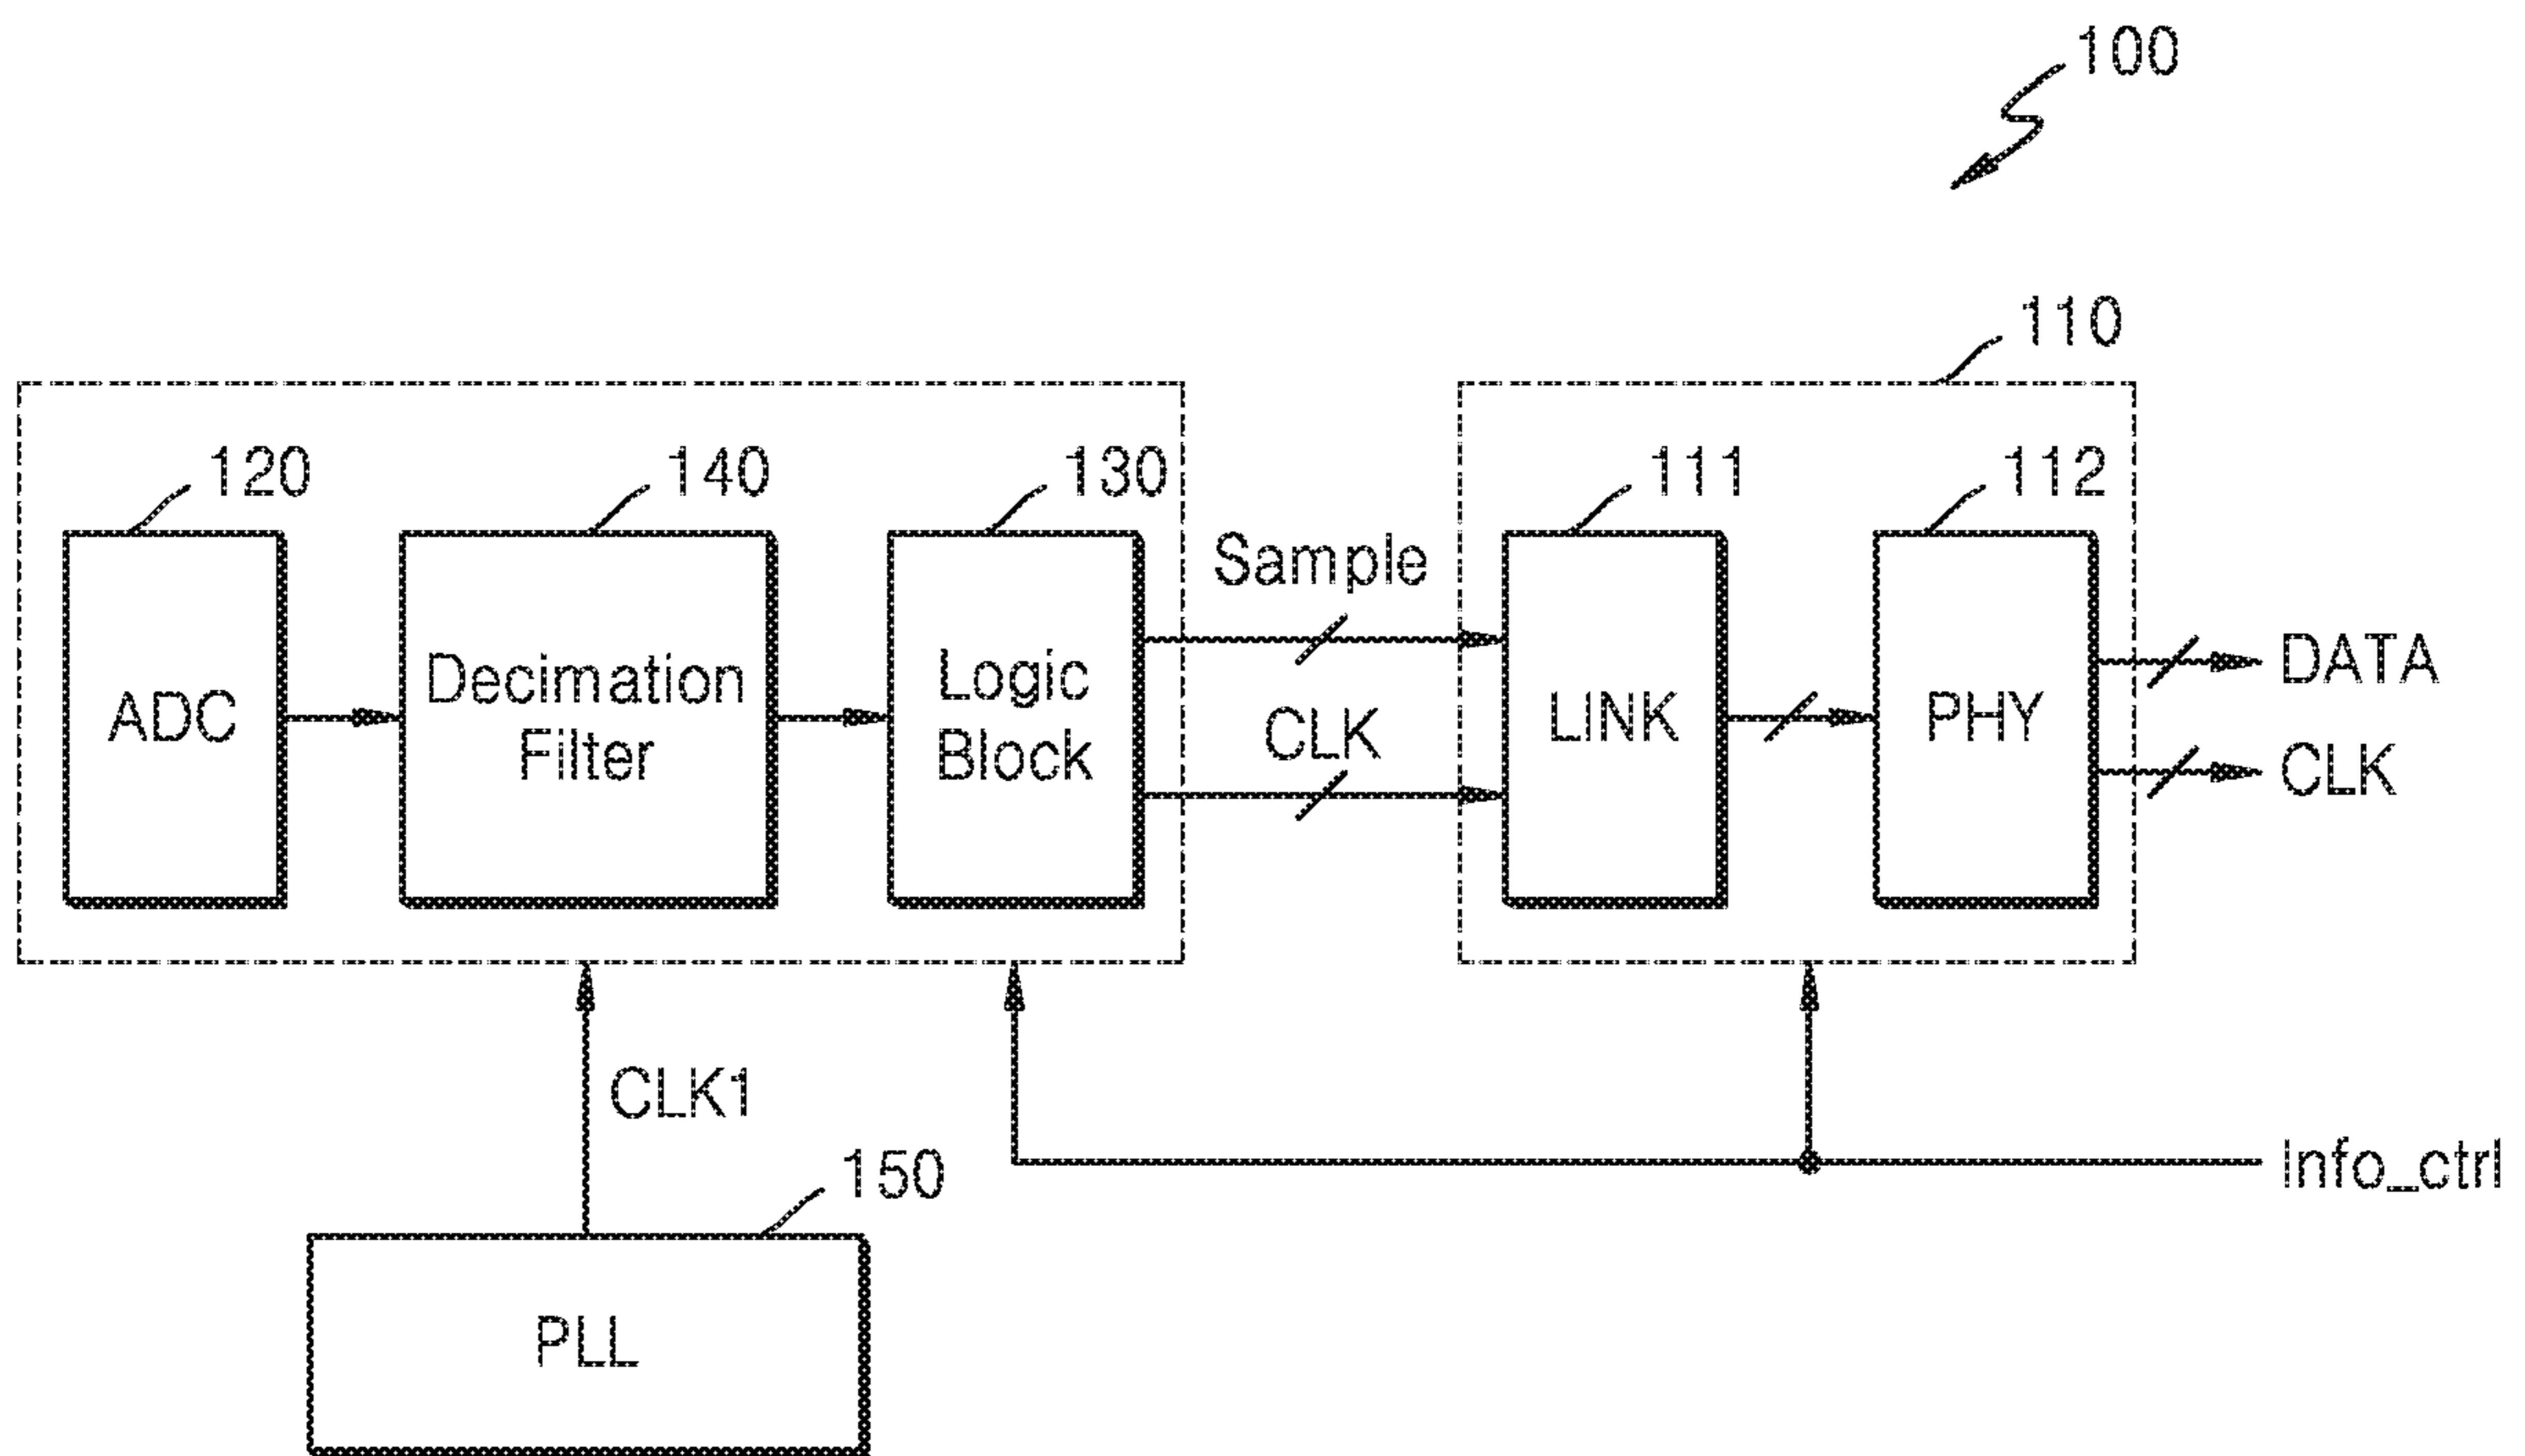 100
110
120
140
130
111
112
Sample
ADC
Decimation
Filter
Logic
Block
CLK
LINK
PHY
DATA
CLK
CLK1
Info_ctrl
150
PLL